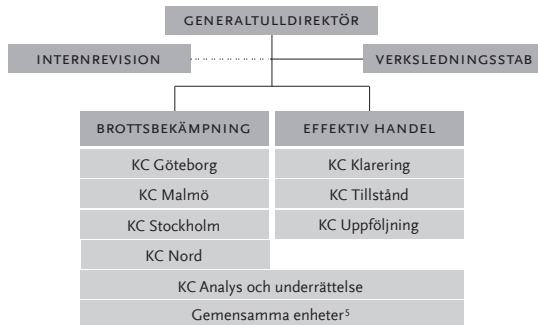 GENERALTULLDIREKTÖR
INTERNREVISION
VERKSLEDNINGSSTAB
BROTTSBEKÄMPNING
EFFEKTIV HANDEL
KC Göteborg
KC Klarering
KC Malmö
KC Tillstånd
KC Stockholm
KC Uppföljning
KC Nord
KC Analys och underrättelse
Gemensamma enheter⁵